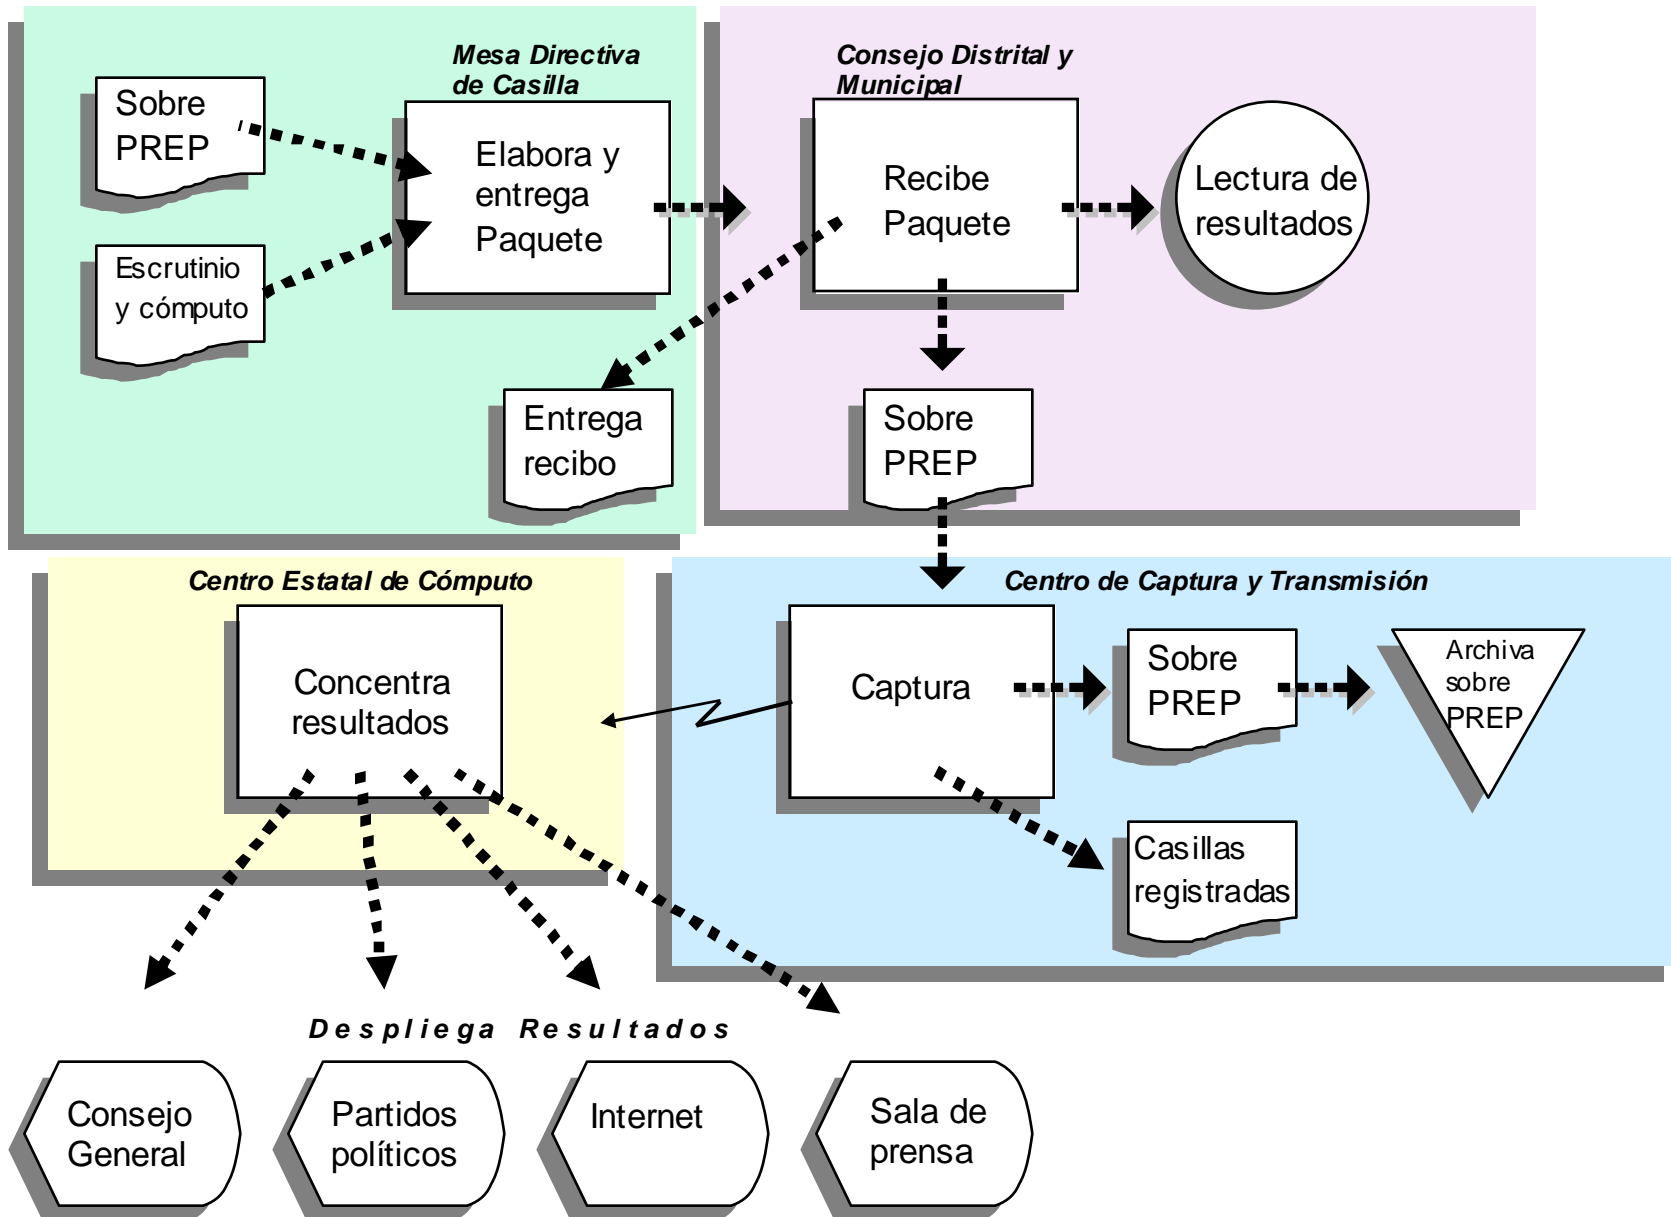 Mesa Directiva
de Casilla
Sobre
PREP
Elabora y
entrega
Paquete
Escrutinio
y cómputo
Entrega
recibo
Consejo Distrital y
Municipal
Recibe
Paquete
Lectura de
resultados
Sobre
PREP
Centro Estatal de Cómputo
Concentra
resultados
Centro de Captura y Transmisión
Captura
Sobre
PREP
Archiva
sobre
PREP
Casillas
registradas
Despliega Resultados
Consejo
General
Partidos
políticos
Internet
Sala de
prensa